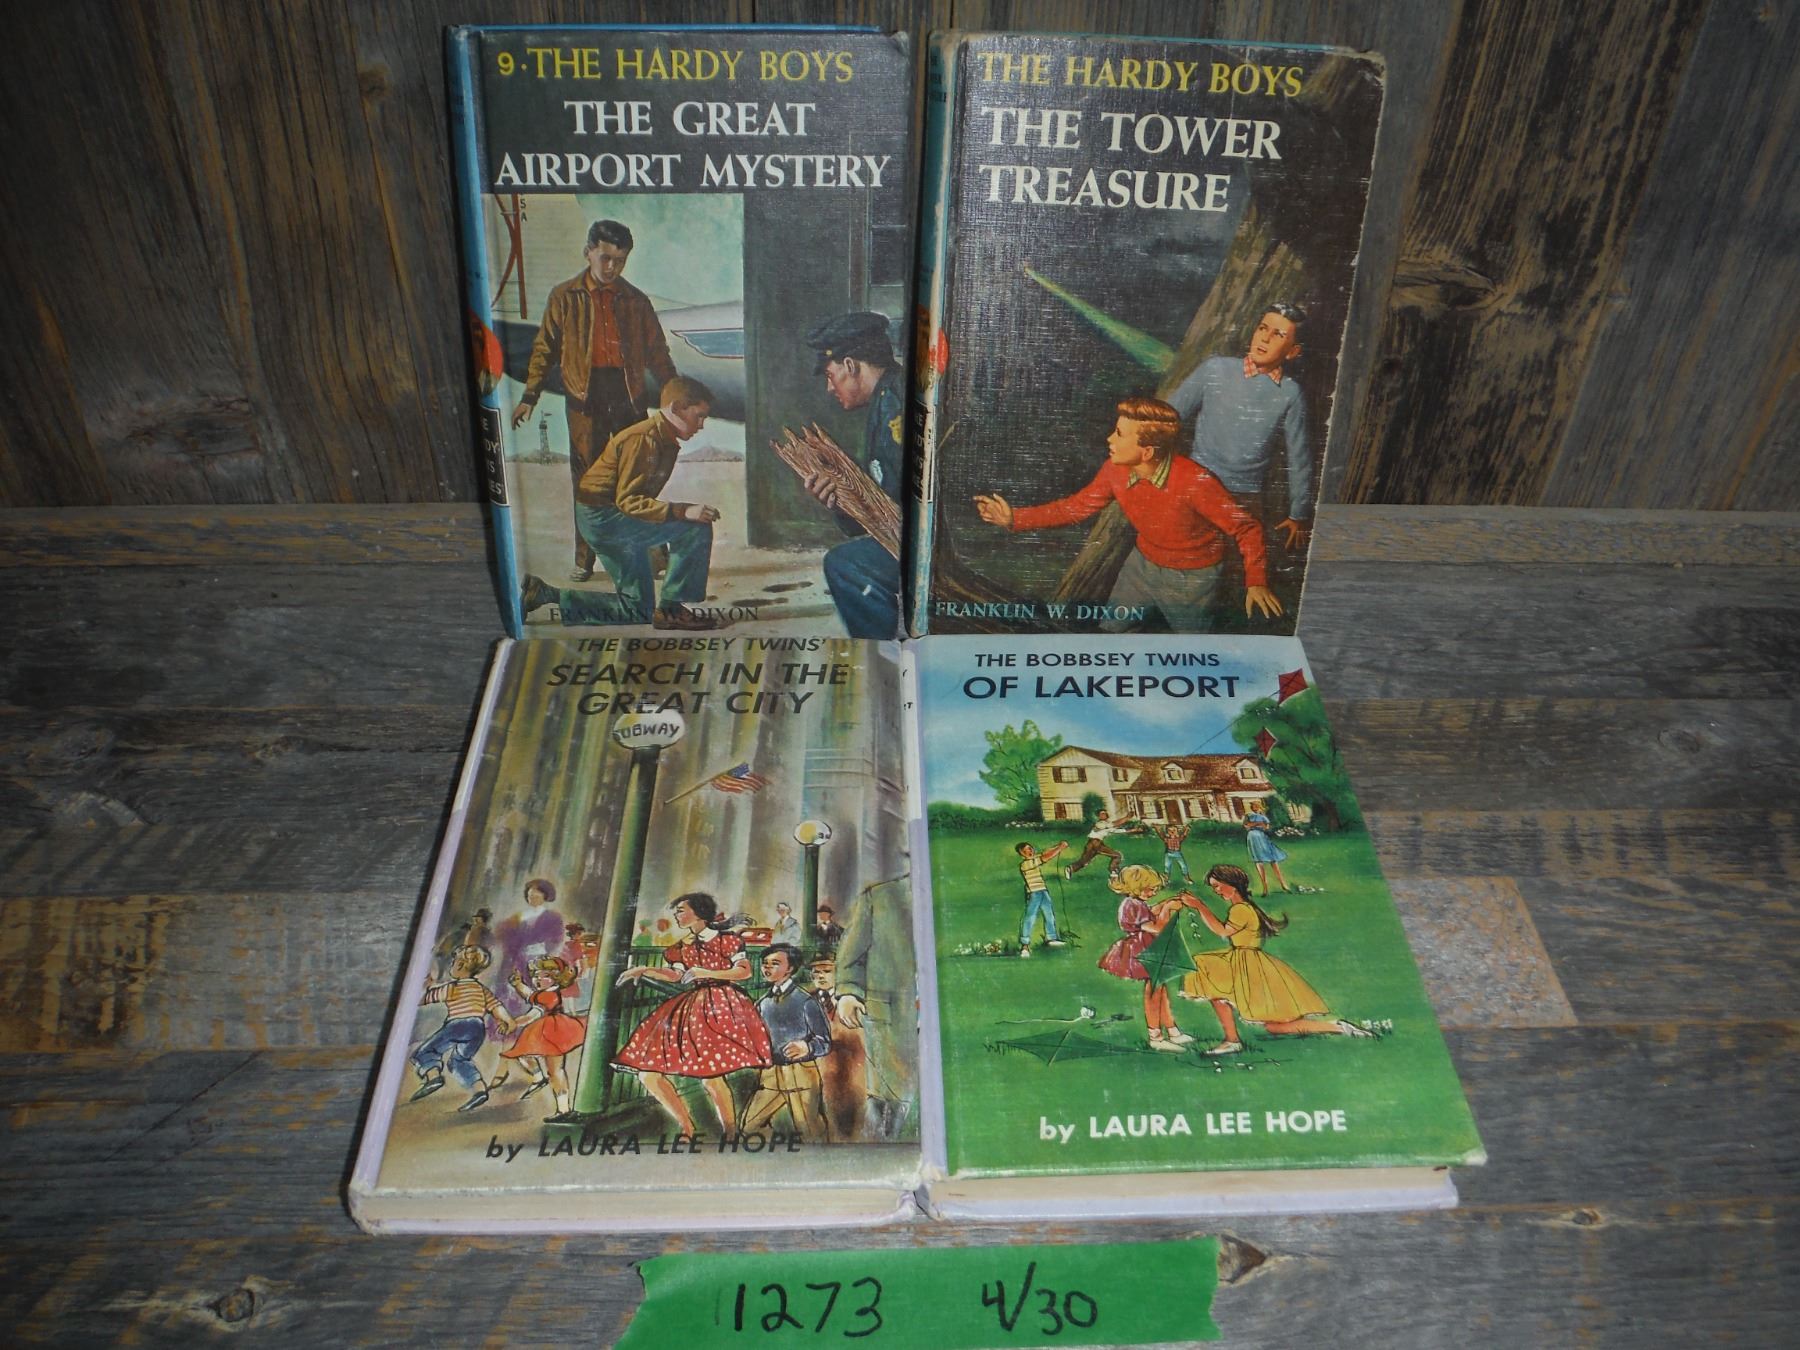 9 · THE HARDY BOYS
THE GREAT
AIRPORT MYSTERY
FRANKLIN W. DIXON
THE HARDY BOYS
THE TOWER
TREASURE
FRANKLIN W. DIXON
THE BOBBSEY TWINS'
SEARCH IN THE
GREAT CITY
SUBWAY
by LAURA LEE HOPE
THE BOBBSEY TWINS
OF LAKEPORT
by LAURA LEE HOPE
1273 4/30